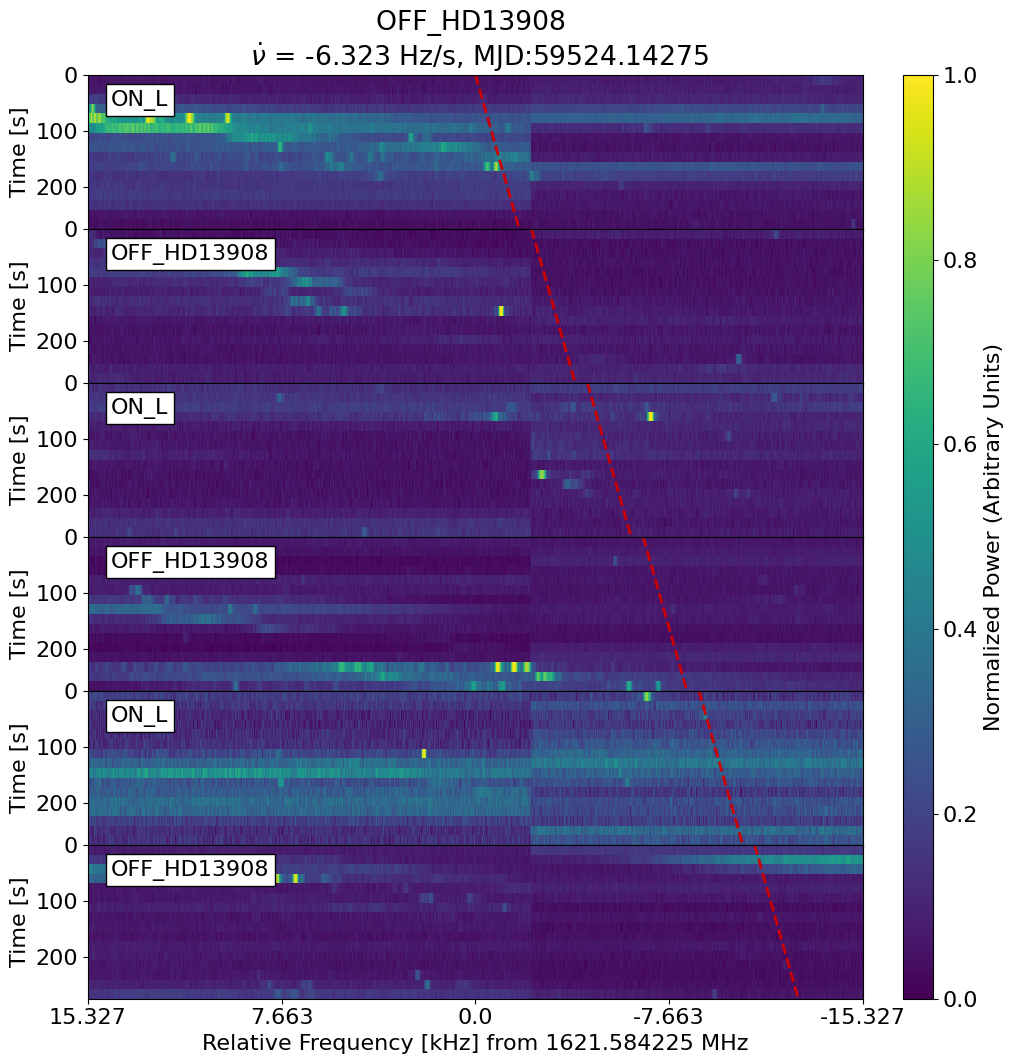 OFF_HD13908
ν̇ = -6.323 Hz/s, MJD:59524.14275
0
ON_L
100
Time [s]
200
0
OFF_HD13908
100
Time [s]
200
0
ON_L
100
Time [s]
200
0
OFF_HD13908
100
Time [s]
200
0
ON_L
100
Time [s]
200
0
OFF_HD13908
100
Time [s]
200
15.327 7.663 0.0 -7.663 -15.327
Relative Frequency [kHz] from 1621.584225 MHz
1.0
0.8
0.6
0.4
0.2
0.0
Normalized Power (Arbitrary Units)